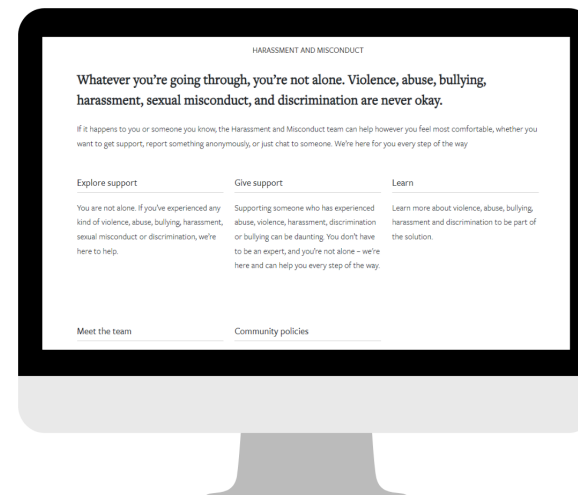 HARASSMENT AND MISCONDUCT
Whatever you're going through, you're not alone. Violence, abuse, bullying,
harassment, sexual misconduct, and discrimination are never okay.
If it happens to you or someone you know, the Harassment and Misconduct team can help however you feel most comfortable, whether you
want to get support, report something anonymously, or just chat to someone. We're here for you every step of the way
Explore support
You are not alone. If you've experienced any
kind of violence, abuse, bullying, harassment,
sexual misconduct or discrimination, we're
here to help.
Give support
Supporting someone who has experienced
abuse, violence, harassment, discrimination
or bullying can be daunting. You don't have
to be an expert, and you're not alone – we're
here and can help you every step of the way.
Learn
Learn more about violence, abuse, bullying,
harassment and discrimination to be part of
the solution.
Meet the team
Community policies